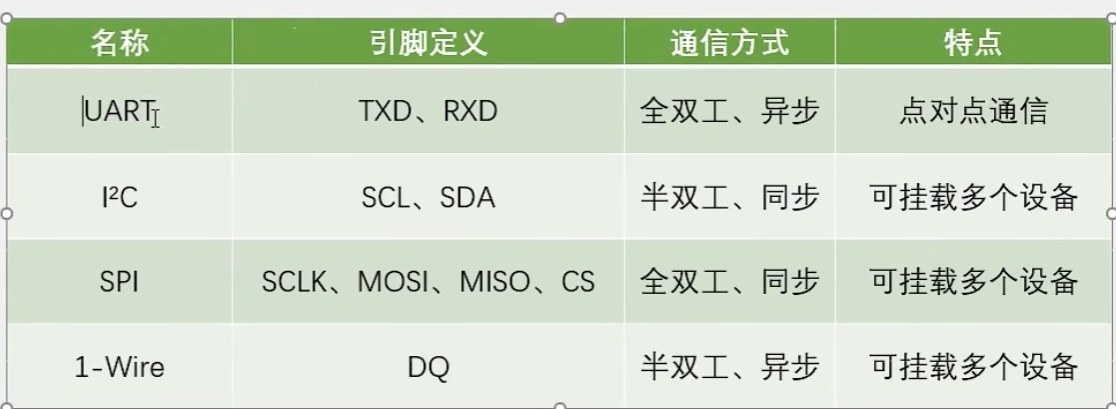 名称 引脚定义 通信方式 特点
UART TXD、RXD 全双工、异步 点对点通信
I²C SCL、SDA 半双工、同步 可挂载多个设备
SPI SCLK、MOSI、MISO、CS 全双工、同步 可挂载多个设备
1-Wire DQ 半双工、异步 可挂载多个设备